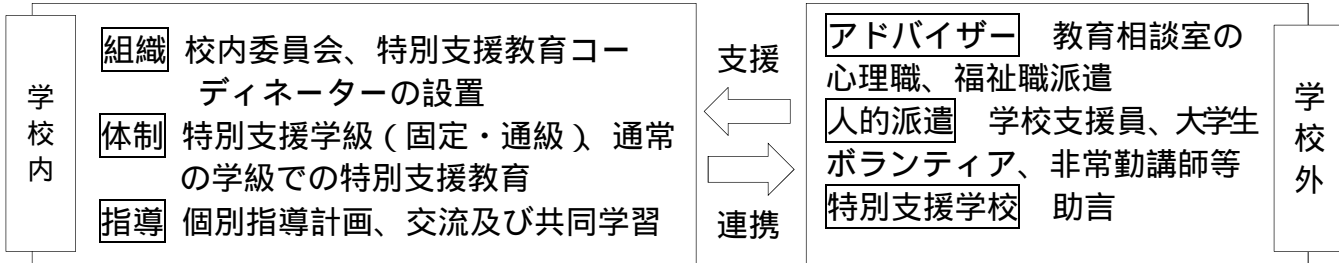 学校内
組織 校内委員会、特別支援教育コー
ディネーターの設置
体制 特別支援学級(固定・通級)、通常
の学級での特別支援教育
指導 個別指導計画、交流及び共同学習
支援
連携
アドバイザー 教育相談室の
心理職、福祉職派遣
人的派遣 学校支援員、大学生
ボランティア、非常勤講師等
特別支援学校 助言
学校外